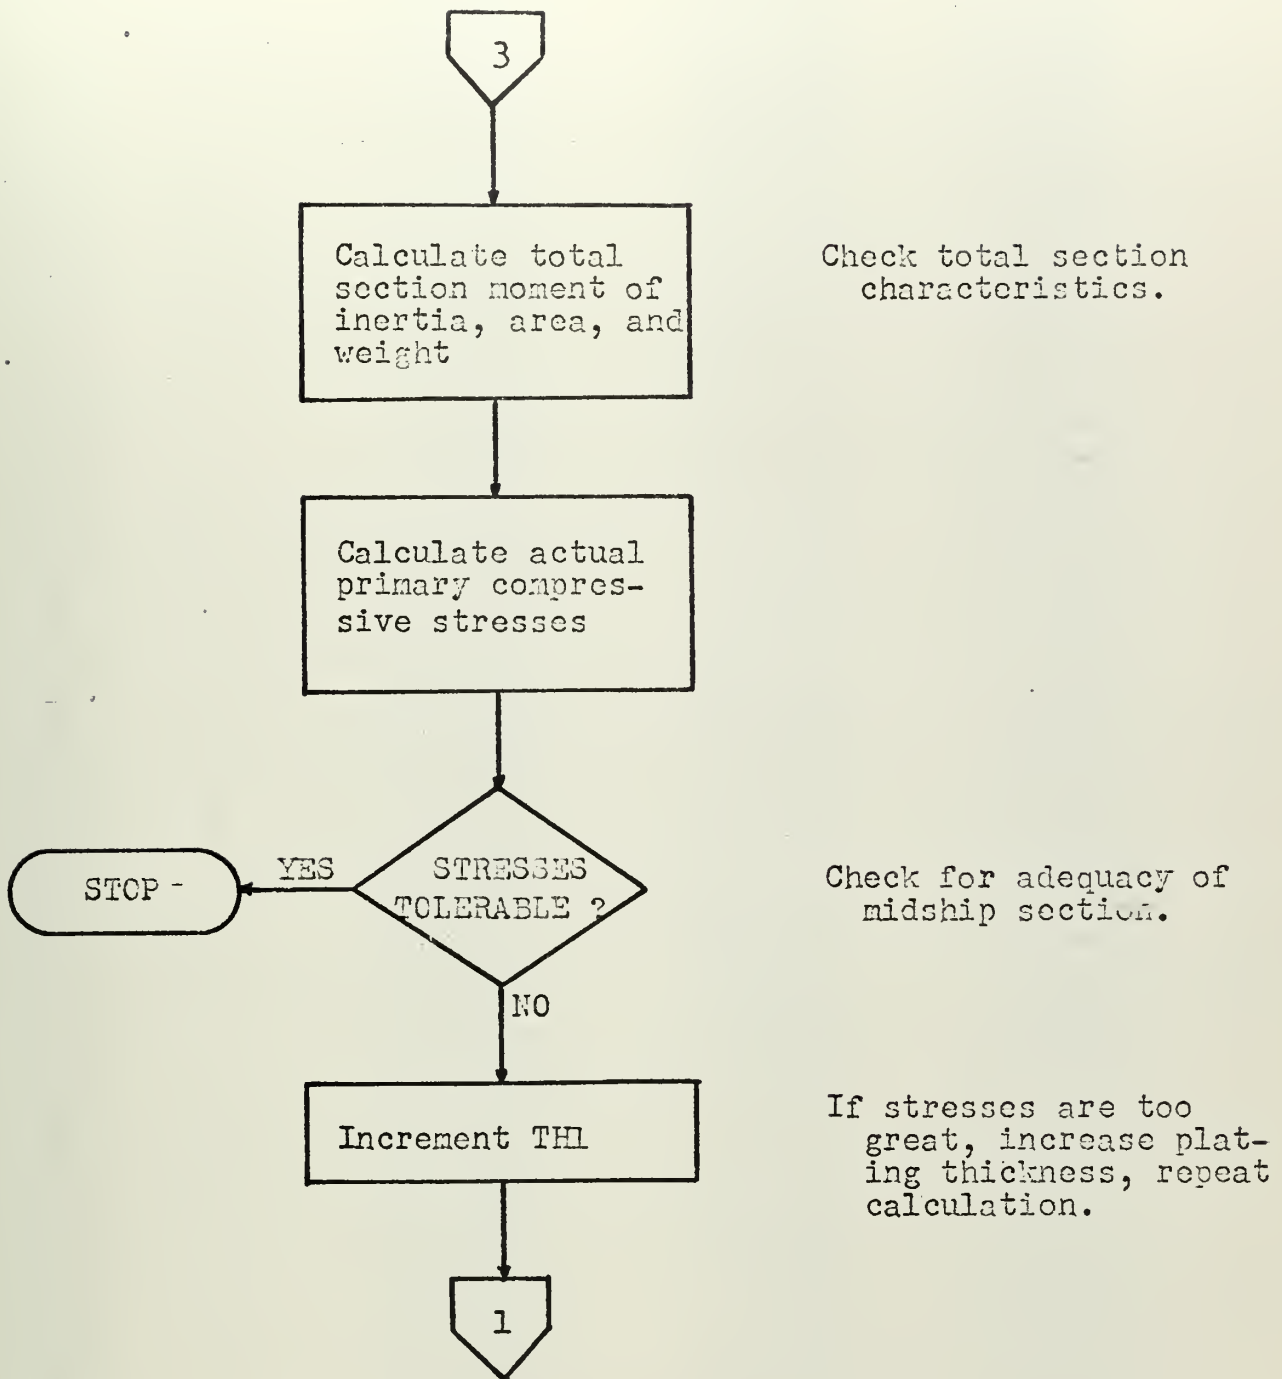 3
Calculate total
section moment of
inertia, area, and
weight
Check total section
characteristics.
Calculate actual
primary compres-
sive stresses
STOP
YES
STRESSES
TOLERABLE ?
Check for adequacy of
midship section.
NO
Increment TH1
If stresses are too
great, increase plat-
ing thickness, repeat
calculation.
1